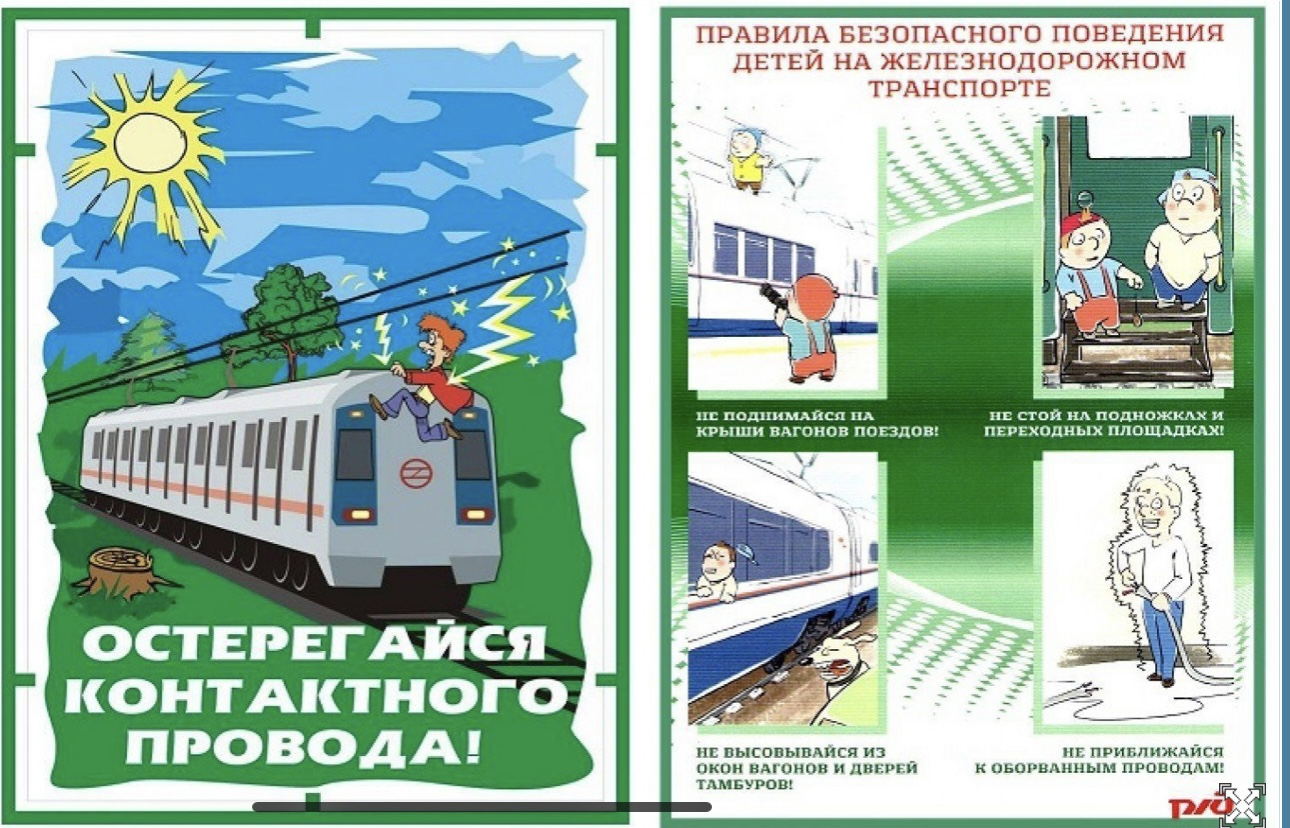 ОСТЕРЕГАЙСЯ
КОНТАКТНОГО
ПРОВОДА!
ПРАВИЛА БЕЗОПАСНОГО ПОВЕДЕНИЯ
ДЕТЕЙ НА ЖЕЛЕЗНОДОРОЖНОМ
ТРАНСПОРТЕ
НЕ ПОДНИМАЙСЯ НА
КРЫШИ ВАГОНОВ ПОЕЗДОВ!
НЕ СТОЙ НА ПОДНОЖКАХ И
ПЕРЕХОДНЫХ ПЛОЩАДКАХ!
НЕ ВЫСОВЫВАЙСЯ ИЗ
ОКОН ВАГОНОВ И ДВЕРЕЙ
ТАМБУРОВ!
НЕ ПРИБЛИЖАЙСЯ
К ОБОРВАННЫМ ПРОВОДАМ!
РЖД